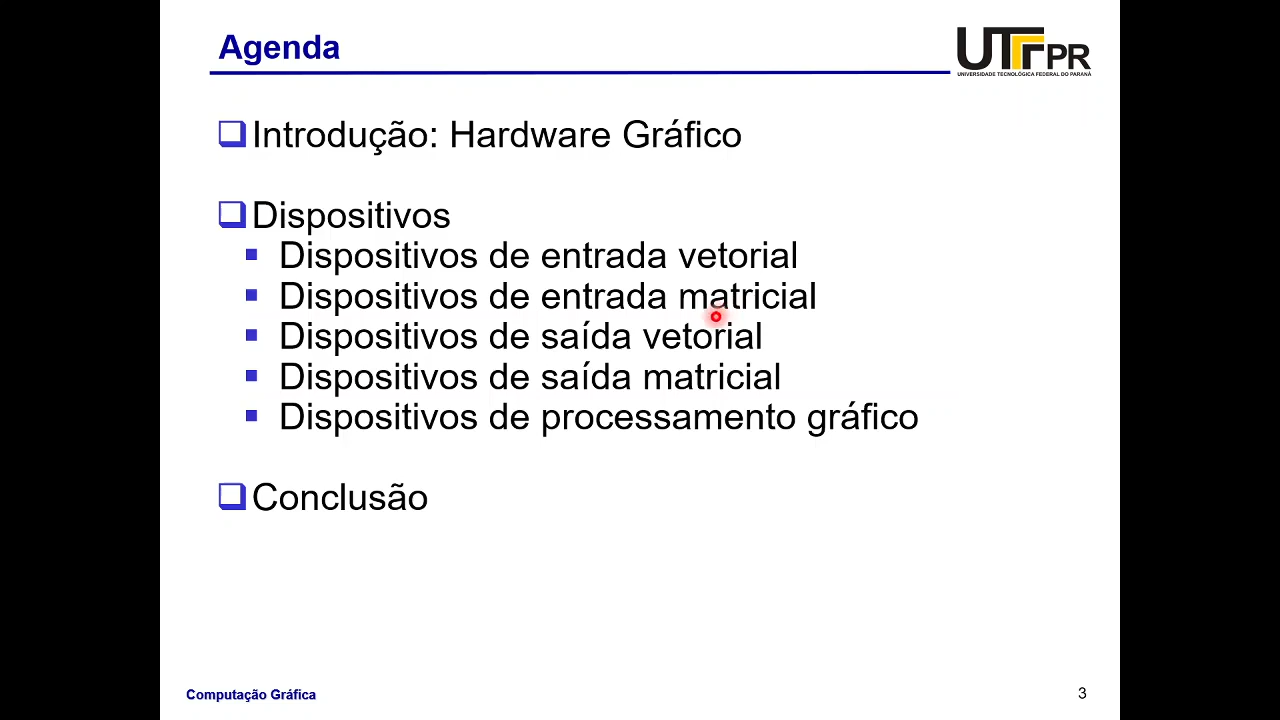 Agenda
UTFPR
UNIVERSIDADE TECNOLÓGICA FEDERAL DO PARANÁ
Introdução: Hardware Gráfico
Dispositivos
Dispositivos de entrada vetorial
Dispositivos de entrada matricial
Dispositivos de saída vetorial
Dispositivos de saída matricial
Dispositivos de processamento gráfico
Conclusão
Computação Gráfica
3